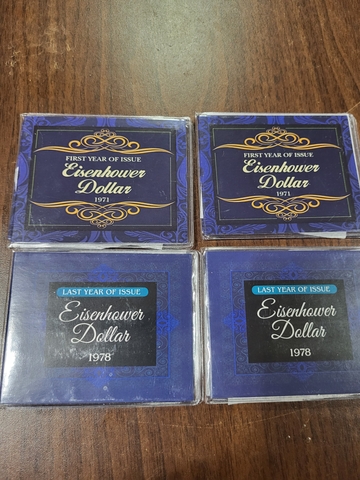 FIRST YEAR OF ISSUE
Eisenhower
Dollar
1971
FIRST YEAR OF ISSUE
Eisenhower
Dollar
1971
LAST YEAR OF ISSUE
Eisenhower
Dollar
1978
LAST YEAR OF ISSUE
Eisenhower
Dollar
1978